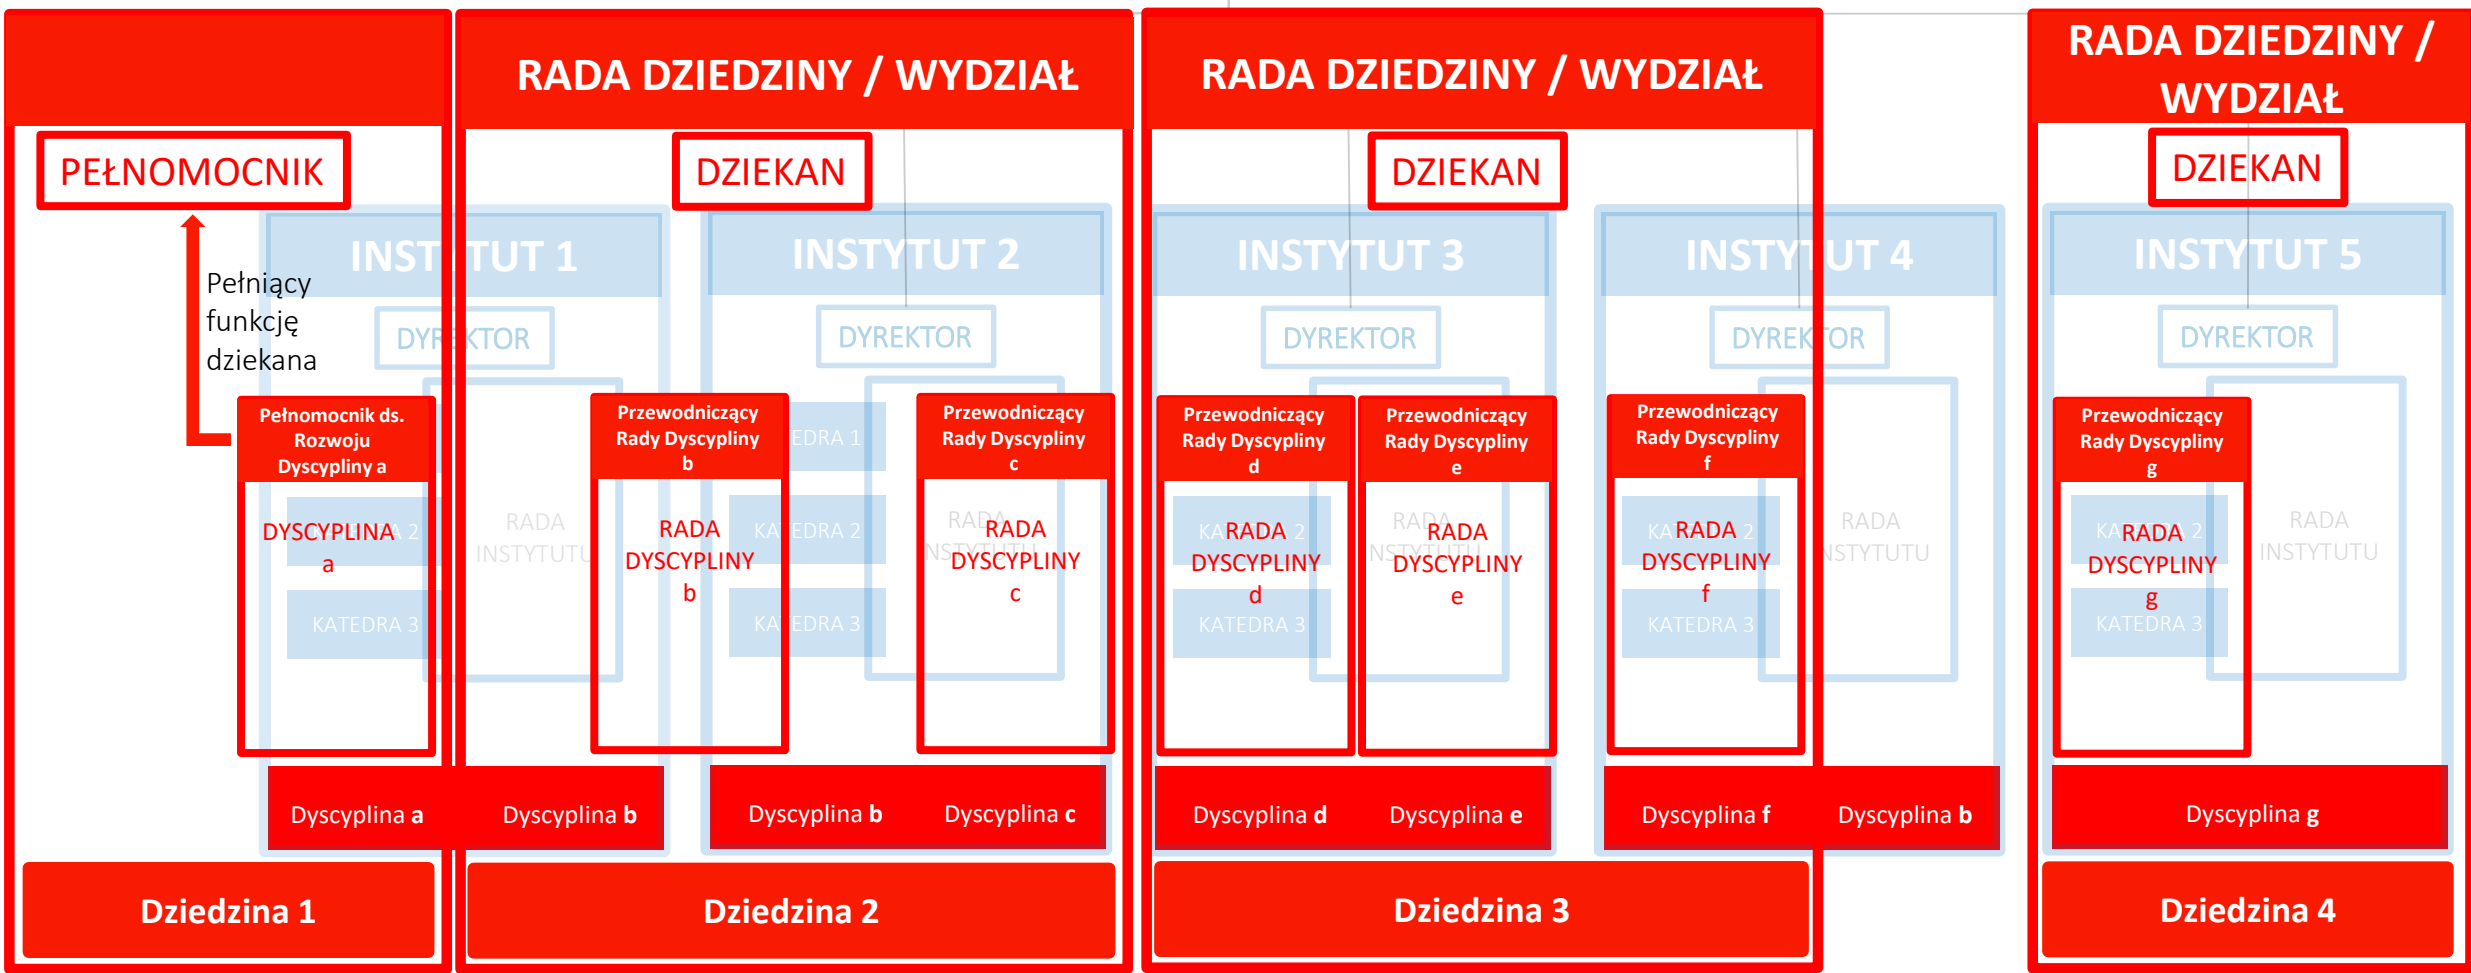 RADA DZIEDZINY / WYDZIAŁ
RADA DZIEDZINY / WYDZIAŁ
RADA DZIEDZINY /
WYDZIAŁ
PEŁNOMOCNIK
DZIEKAN
DZIEKAN
DZIEKAN
INSTYTUT 1
INSTYTUT 2
INSTYTUT 3
INSTYTUT 4
INSTYTUT 5
Pełniący
funkcję
dziekana
DYREKTOR
DYREKTOR
DYREKTOR
DYREKTOR
DYREKTOR
Pełnomocnik ds.
Rozwoju
Dyscypliny a
Przewodniczący
Rady Dyscypliny
b
Przewodniczący
Rady Dyscypliny
c
Przewodniczący
Rady Dyscypliny
d
Przewodniczący
Rady Dyscypliny
e
Przewodniczący
Rady Dyscypliny
f
Przewodniczący
Rady Dyscypliny
g
DYSCYPLINA
a
KATEDRA 3
RADA
INSTYTUTU
RADA
DYSCYPLINY
b
KATEDRA 2
KATEDRA 3
RADA
DYSCYPLINY
c
RADA
DYSCYPLINY
d
KATEDRA 3
RADA
DYSCYPLINY
e
RADA
DYSCYPLINY
f
KATEDRA 3
RADA
RADA
DYSCYPLINY
g
KATEDRA 3
RADA
INSTYTUTU
Dyscyplina a
Dyscyplina b
Dyscyplina b
Dyscyplina c
Dyscyplina d
Dyscyplina e
Dyscyplina f
Dyscyplina b
Dyscyplina g
Dziedzina 1
Dziedzina 2
Dziedzina 3
Dziedzina 4